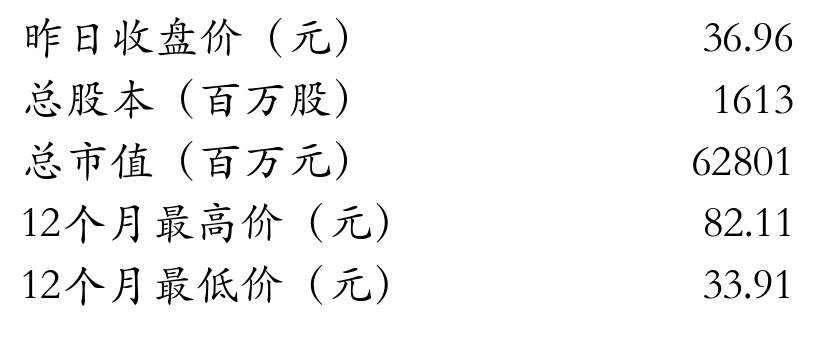 昨日收盘价（元） 36.96
总股本（百万股） 1613
总市值（百万元） 62801
12个月最高价（元） 82.11
12个月最低价（元） 33.91